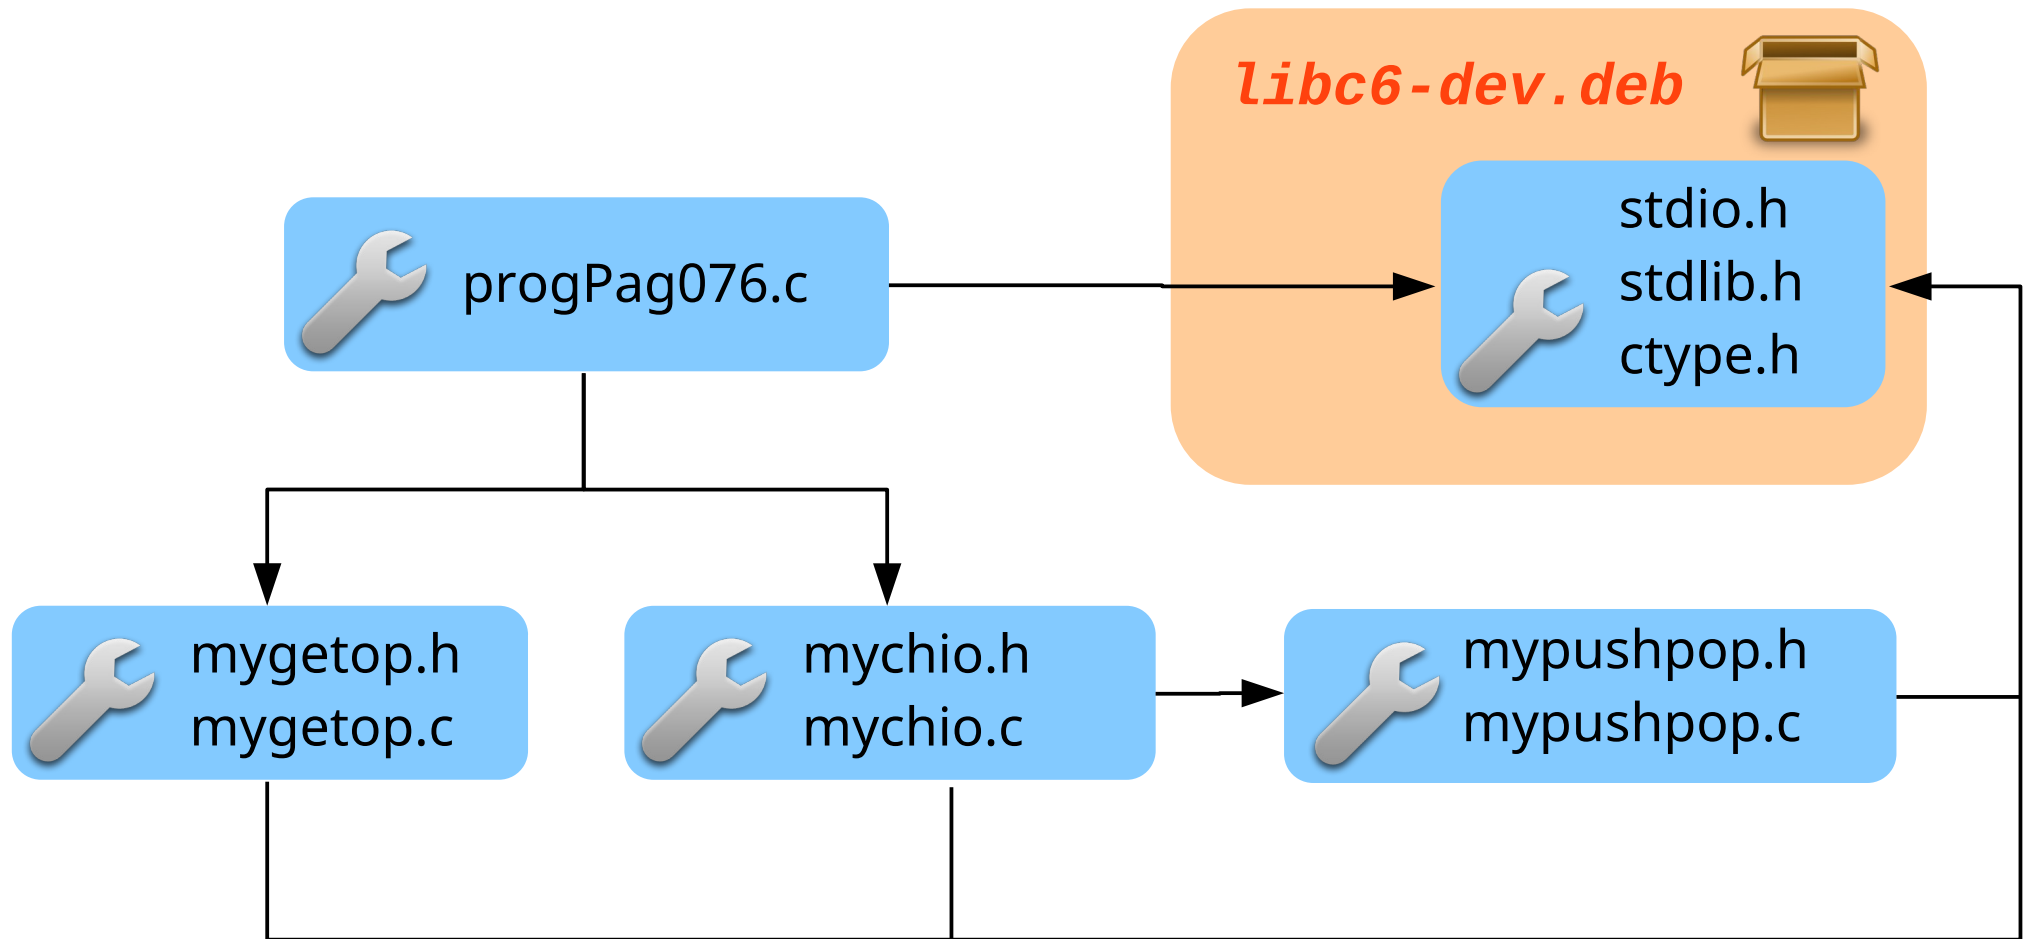 libc6-dev.deb
stdio.h
stdlib.h
ctype.h
progPag076.c
mygetop.h
mygetop.c
mychio.h
mychio.c
mypushpop.h
mypushpop.c